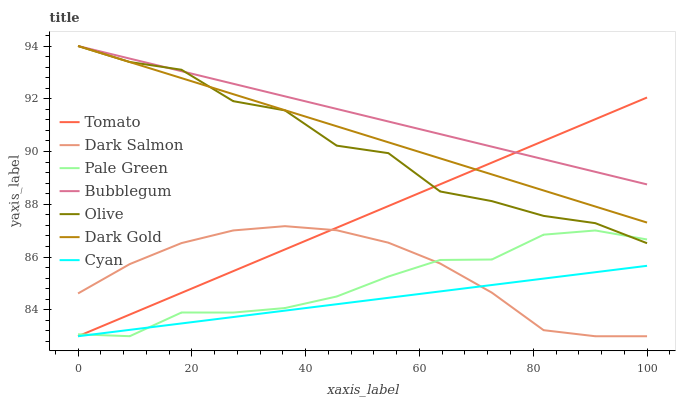 title
yaxis_label
94
92
90
88
86
84
Tomato
Dark Salmon
Pale Green
Bubblegum
Olive
Dark Gold
Cyan
0
20
40
60
80
100
xaxis_label